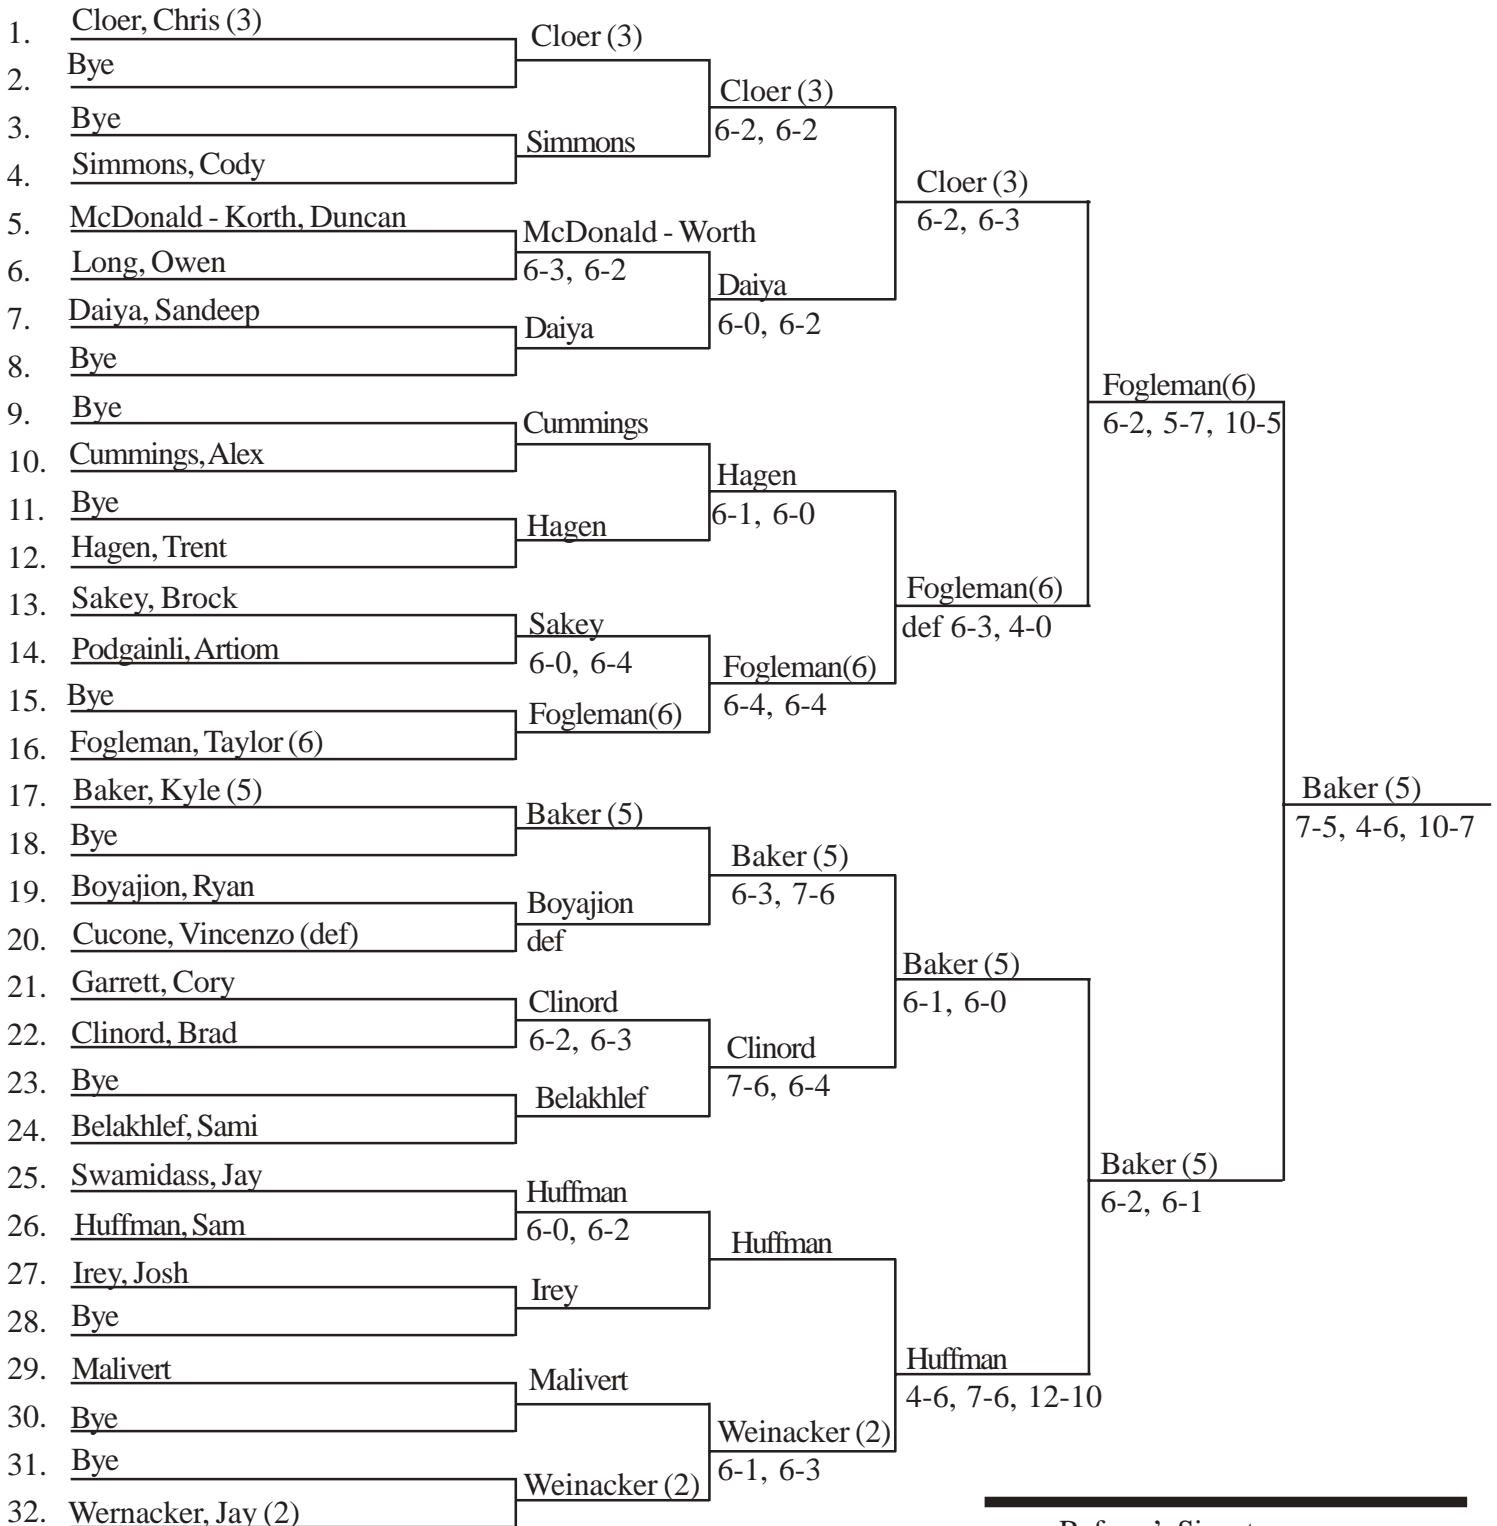 1. Cloer, Chris (3)
2. Bye
3. Bye
4. Simmons, Cody
5. McDonald - Korth, Duncan
6. Long, Owen
7. Daiya, Sandeep
8. Bye
9. Bye
10. Cummings, Alex
11. Bye
12. Hagen, Trent
13. Sakey, Brock
14. Podgainli, Artiom
15. Bye
16. Fogleman, Taylor (6)
17. Baker, Kyle (5)
18. Bye
19. Boyajion, Ryan
20. Cucone, Vincenzo (def)
21. Garrett, Cory
22. Clinord, Brad
23. Bye
24. Belakhlef, Sami
25. Swamidass, Jay
26. Huffman, Sam
27. Irey, Josh
28. Bye
29. Malivert
30. Bye
31. Bye
32. Wernacker, Jay (2)
Cloer (3)
Simmons
McDonald - Worth
6-3, 6-2
Daiya
Cummings
Hagen
Sakey
6-0, 6-4
Fogleman(6)
Baker (5)
Boyajion
def
Clinord
6-2, 6-3
Belakhlef
Huffman
6-0, 6-2
Irey
Malivert
Weinacker (2)
Cloer (3)
6-2, 6-2
Daiya
6-0, 6-2
Hagen
6-1, 6-0
Fogleman(6)
6-4, 6-4
Baker (5)
6-3, 7-6
Clinord
7-6, 6-4
Huffman
Weinacker (2)
6-1, 6-3
Cloer (3)
6-2, 6-3
Fogleman(6)
def 6-3, 4-0
Baker (5)
6-1, 6-0
Huffman
4-6, 7-6, 12-10
Fogleman(6)
6-2, 5-7, 10-5
Baker (5)
6-2, 6-1
Baker (5)
7-5, 4-6, 10-7